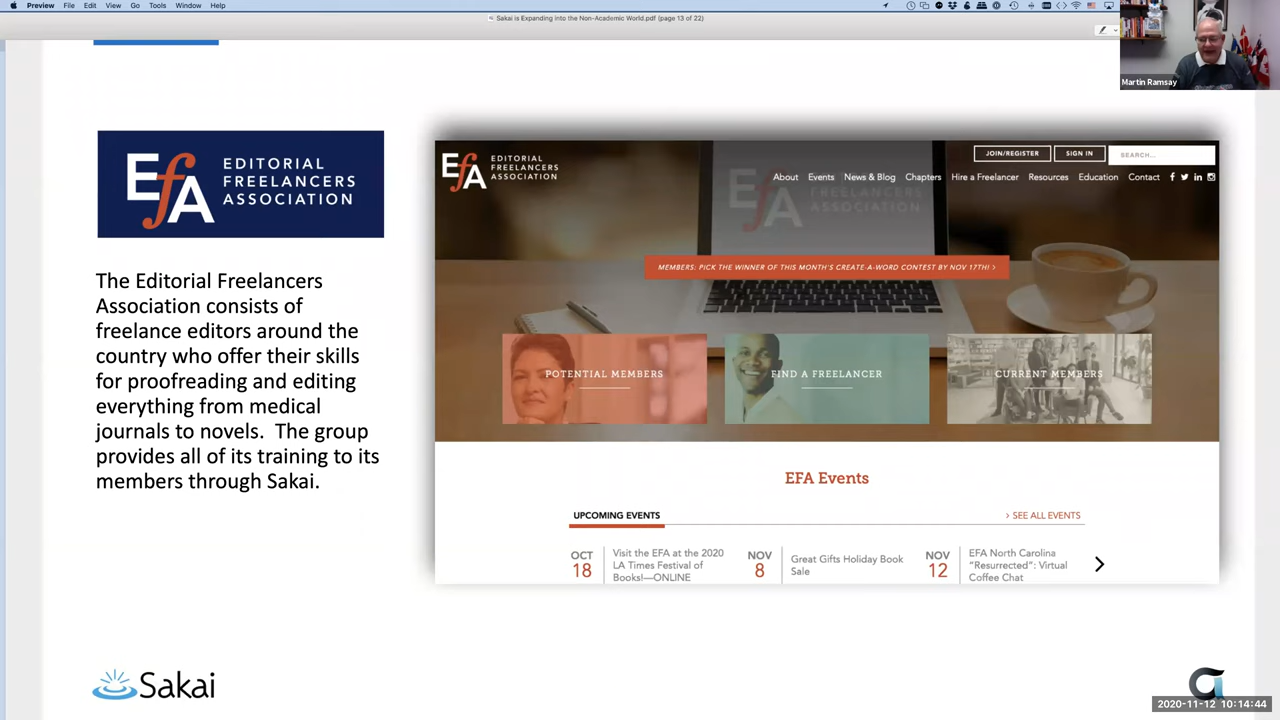 Preview File Edit View Go Tools Window Help
Sakai is Expanding into the Non-Academic World.pdf (page 13 of 22)
Martin Ramsay
EfA EDITORIAL
FREELANCERS
ASSOCIATION
The Editorial Freelancers
Association consists of
freelance editors around the
country who offer their skills
for proofreading and editing
everything from medical
journals to novels. The group
provides all of its training to its
members through Sakai.
EfA EDITORIAL
FREELANCERS
ASSOCIATION
JOIN/REGISTER SIGN IN SEARCH...
About Events News & Blog Chapters Hire a Freelancer Resources Education Contact
EfA FREELANCERS
ASSOCIATION
MEMBERS: PICK THE WINNER OF THIS MONTH'S CREATE-A-WORD CONTEST BY NOV 17TH! >
POTENTIAL MEMBERS
FIND A FREELANCER
CURRENT MEMBERS
EFA Events
UPCOMING EVENTS
> SEE ALL EVENTS
OCT
18
Visit the EFA at the 2020
LA Times Festival of
Books!—ONLINE
NOV
8
Great Gifts Holiday Book
Sale
NOV
12
EFA North Carolina
“Resurrected”: Virtual
Coffee Chat
Sakai
2020-11-12 10:14:44